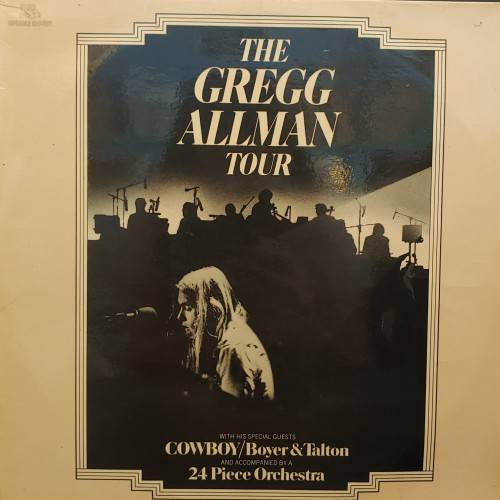 THE
GREGG
ALLMAN
TOUR
WITH HIS SPECIAL GUESTS
COWBOY/Boyer & Talton
AND ACCOMPANIED BY A
24 Piece Orchestra